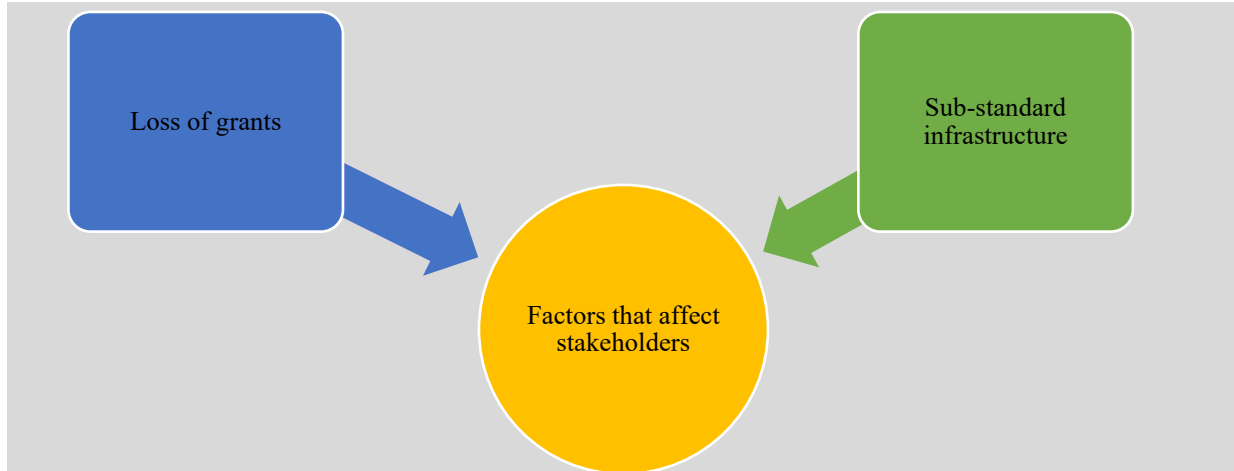 Loss of grants
Sub-standard
infrastructure
Factors that affect
stakeholders